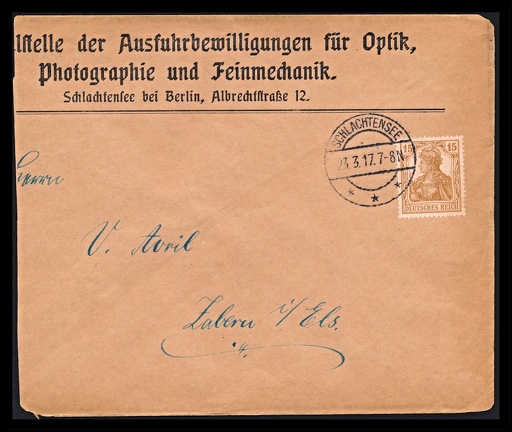 lstelle der Ausfuhrbewilligungen für Optik,
Photographie und Feinmechanik.
Schlachtensee bei Berlin, Albrechtstraße 12.
SCHLACHTENSEE
23.3.17.7-8N
15 15
DEUTSCHES REICH
Herrn
V. Avril
Zabern i/Els.